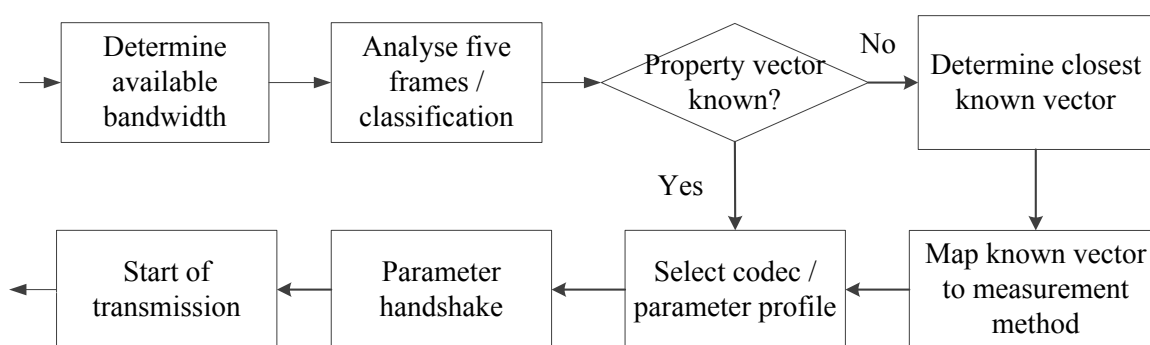 Determine
available
bandwidth
Analyse five
frames /
classification
Property vector
known?
No
Determine closest
known vector
Yes
Start of
transmission
Parameter
handshake
Select codec /
parameter profile
Map known vector
to measurement
method